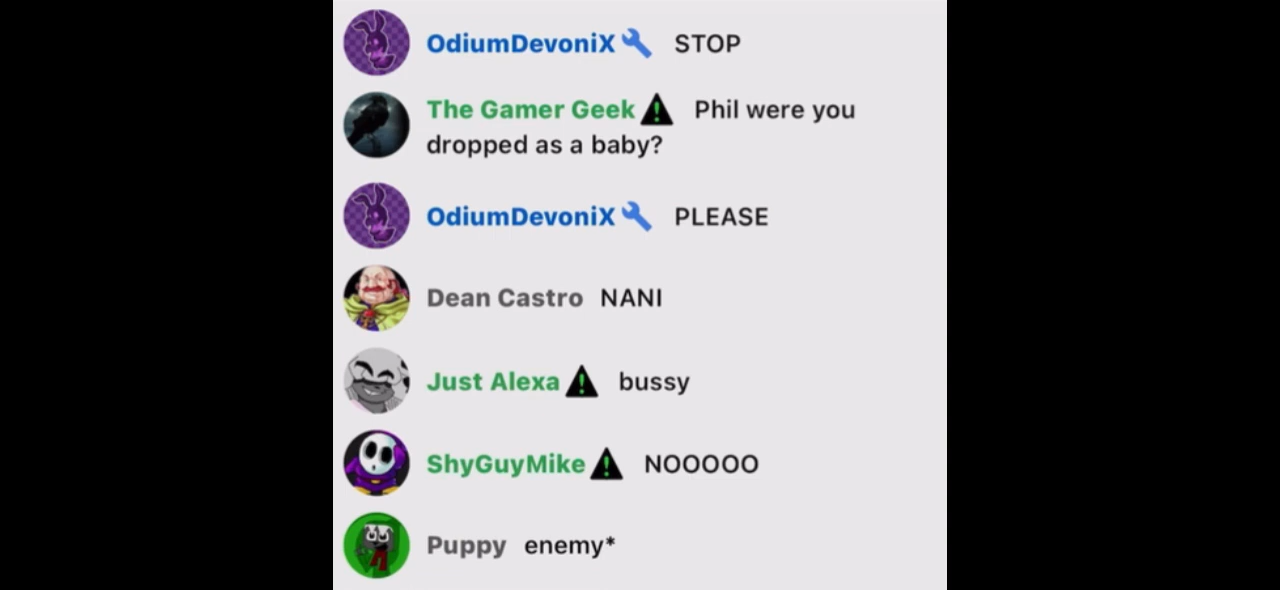 OdiumDevoniX🔧 STOP
The Gamer Geek Phil were you
dropped as a baby?
OdiumDevoniX🔧 PLEASE
Dean Castro NANI
Just Alexa bussy
ShyGuyMike NOOOOO
Puppy enemy*